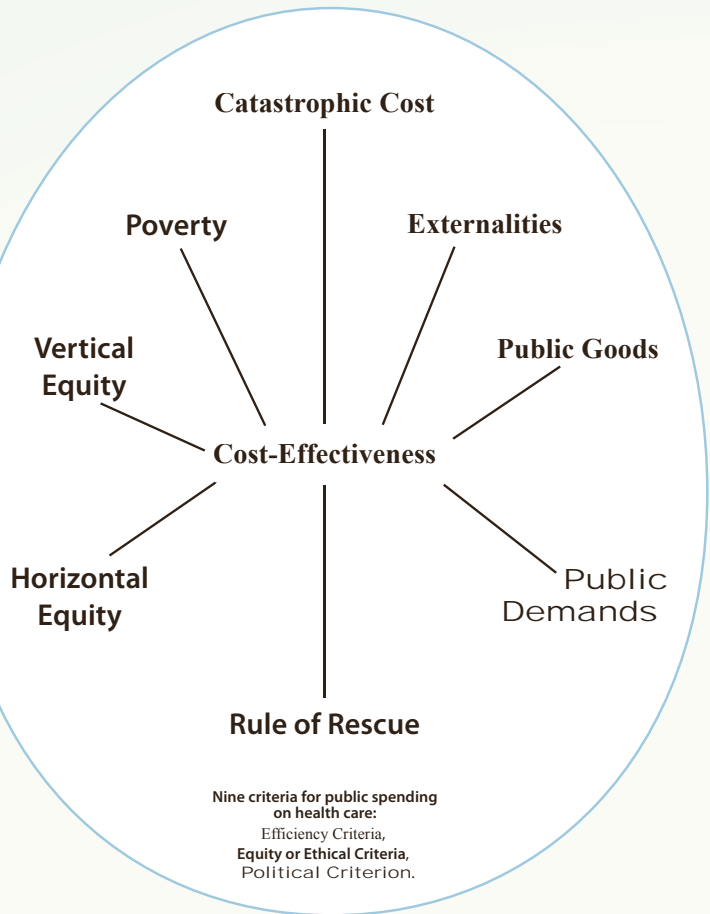 Catastrophic Cost
Poverty
Externalities
Vertical
Equity
Public Goods
Cost-Effectiveness
Horizontal
Equity
Public
Demands
Rule of Rescue
Nine criteria for public spending
on health care:
Efficiency Criteria,
Equity or Ethical Criteria,
Political Criterion.